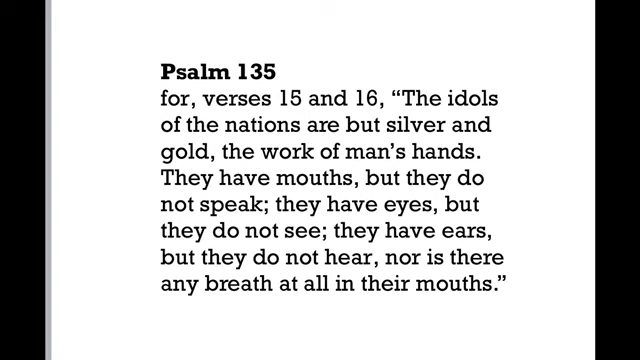 Psalm 135
for, verses 15 and 16, “The idols
of the nations are but silver and
gold, the work of man’s hands.
They have mouths, but they do
not speak; they have eyes, but
they do not see; they have ears,
but they do not hear, nor is there
any breath at all in their mouths.”